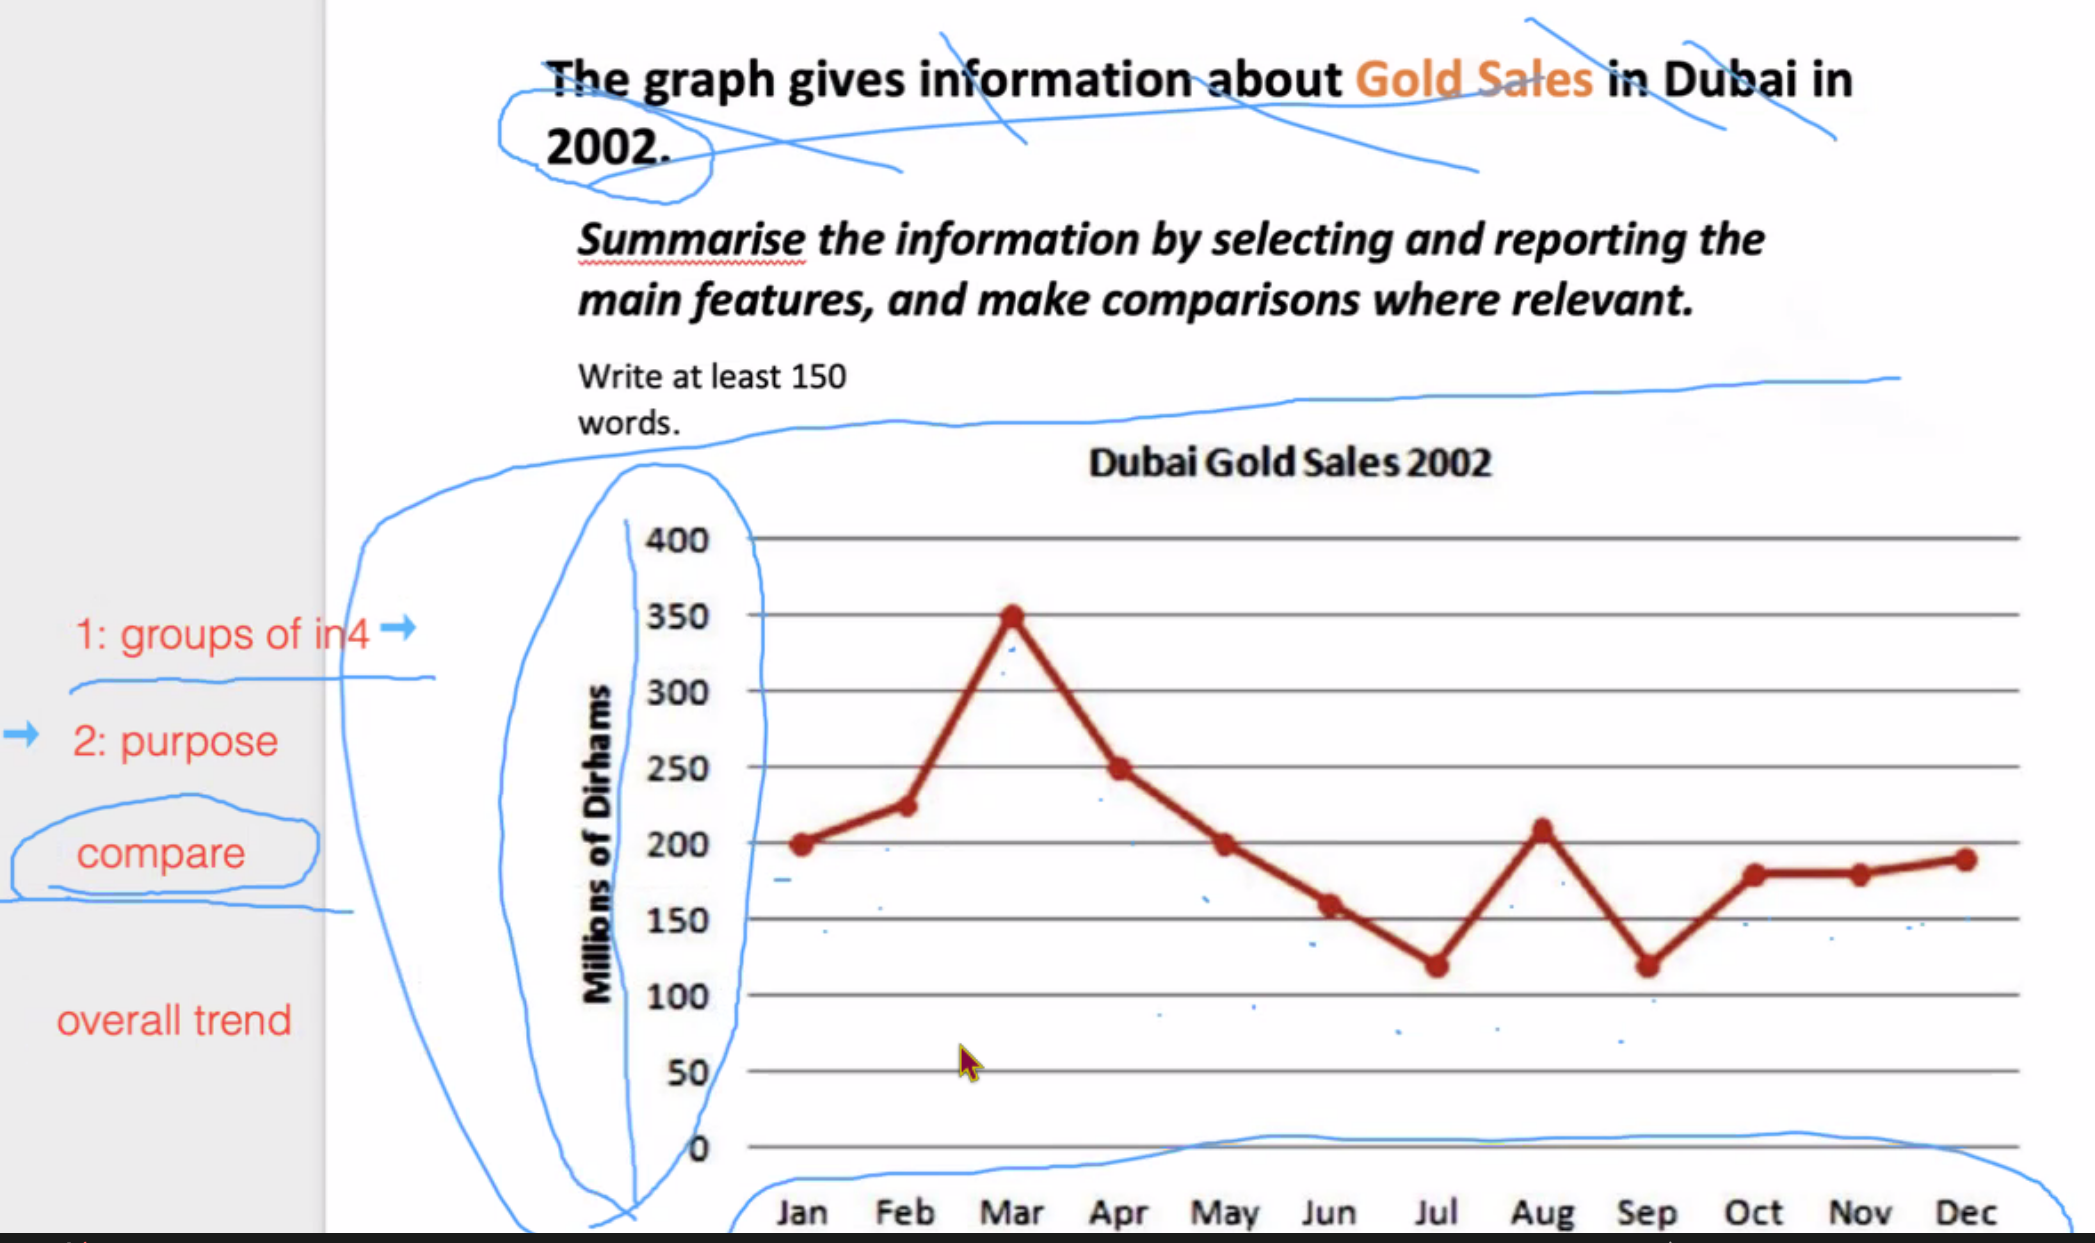 The graph gives information about Gold Sales in Dubai in
2002.
Summarise the information by selecting and reporting the
main features, and make comparisons where relevant.
Write at least 150
words.
1: groups of in4
2: purpose
compare
overall trend
Dubai Gold Sales 2002
Millions of Dirhams
400
350
300
250
200
150
100
50
0
Jan Feb Mar Apr May Jun Jul Aug Sep Oct Nov Dec